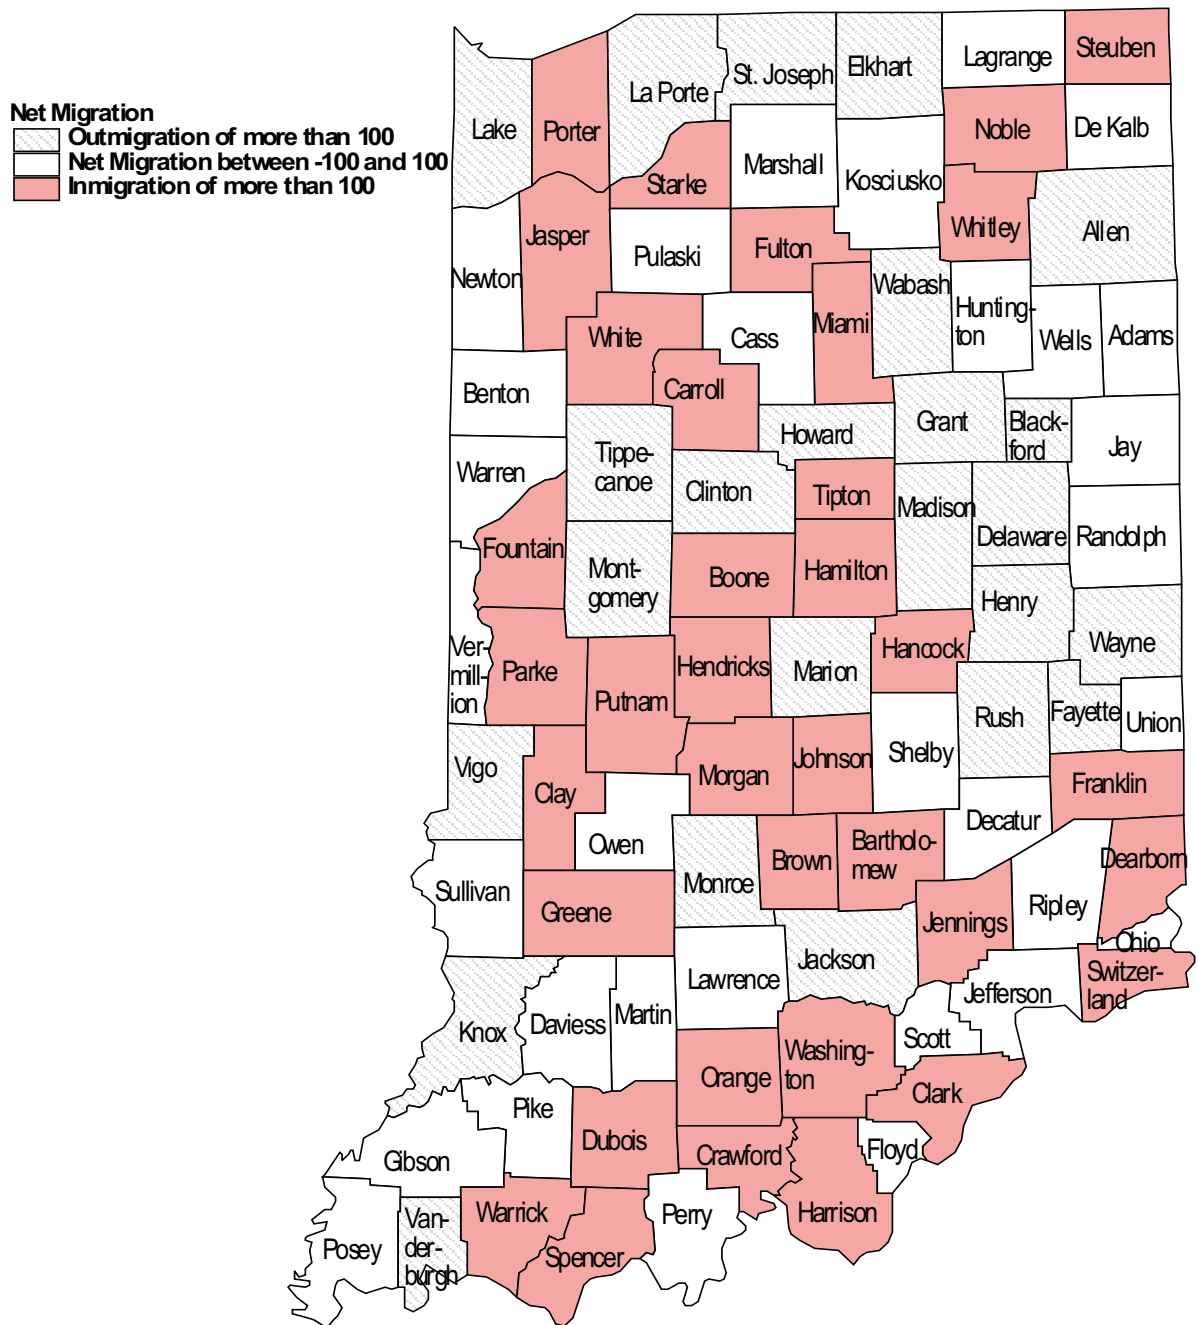 Net Migration
Outmigration of more than 100
Net Migration between -100 and 100
Inmigration of more than 100
Lake
Porter
La Porte
St. Joseph
Elkhart
Lagrange
Steuben
Noble
De Kalb
Starke
Marshall
Kosciusko
Whitley
Allen
Newton
Jasper
Pulaski
Fulton
Wabash
Hunting-
ton
Wells
Adams
White
Cass
Miami
Benton
Carroll
Howard
Grant
Black-
ford
Jay
Warren
Tippe-
canoe
Clinton
Tipton
Madison
Delaware
Randolph
Fountain
Mont-
gomery
Boone
Hamilton
Henry
Wayne
Ver-
mill-
ion
Parke
Putnam
Hendricks
Marion
Hancock
Rush
Fayette
Union
Vigo
Clay
Morgan
Johnson
Shelby
Franklin
Owen
Decatur
Sullivan
Greene
Monroe
Brown
Bartholo-
mew
Jennings
Ripley
Dearborn
Ohio
Switzer-
land
Knox
Daviess
Martin
Lawrence
Jackson
Jefferson
Scott
Orange
Washing-
ton
Clark
Pike
Dubois
Crawford
Floyd
Harrison
Gibson
Posey
Van-
der-
burgh
Warrick
Spencer
Perry